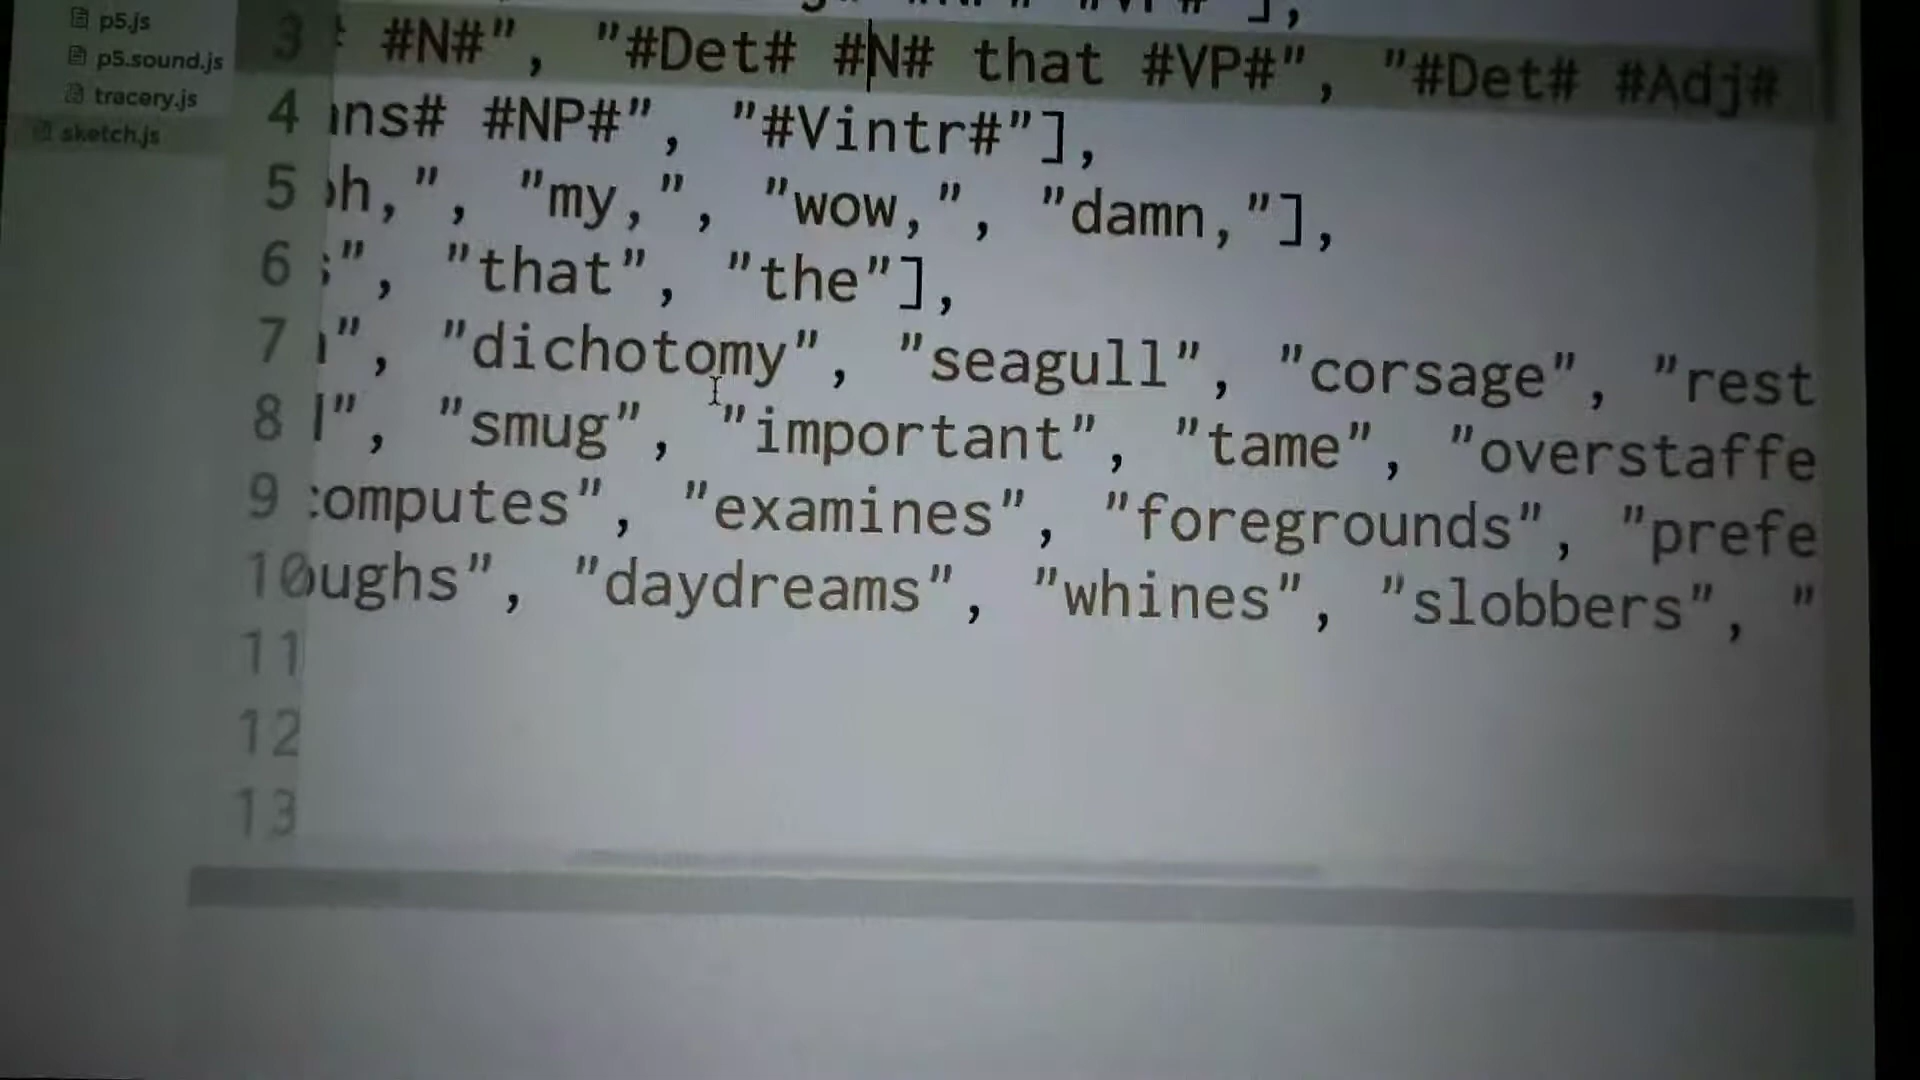 p5.js
p5.sound.js
tracery.js
sketch.js
3 #N#", "#Det# #N# that #VP#", "#Det# #Adj#
4 ns# #NP#", "#Vintr#"],
5 h,", "my,", "wow,", "damn,"],
6 ", "that", "the"],
7 ", "dichotomy", "seagull", "corsage", "rest
8 l", "smug", "important", "tame", "overstaffe
9 omputes", "examines", "foregrounds", "prefe
10 oughs", "daydreams", "whines", "slobbers", "
11
12
13